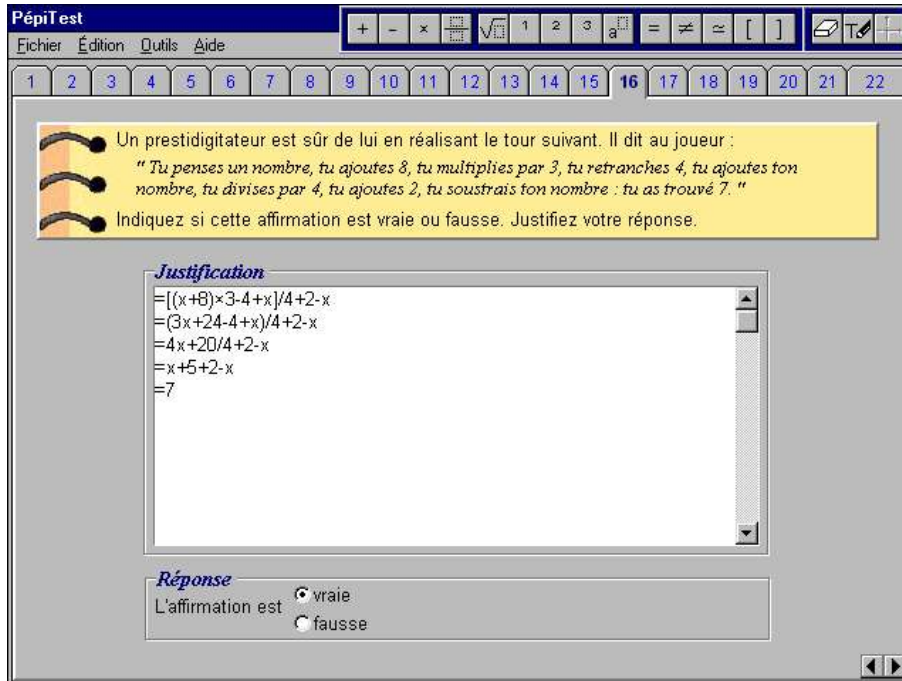 PépiTest
+ - × √ 1 2 3 a = ≠ ≃ [ ] T
Fichier Édition Outils Aide
1 2 3 4 5 6 7 8 9 10 11 12 13 14 15 16 17 18 19 20 21 22
Un prestidigitateur est sûr de lui en réalisant le tour suivant. Il dit au joueur :
" Tu penses un nombre, tu ajoutes 8, tu multiplies par 3, tu retranches 4, tu ajoutes ton
nombre, tu divises par 4, tu ajoutes 2, tu soustrais ton nombre : tu as trouvé 7. "
Indiquez si cette affirmation est vraie ou fausse. Justifiez votre réponse.
Justification
=[(x+8)×3-4+x]/4+2-x
=(3x+24-4+x)/4+2-x
=4x+20/4+2-x
=x+5+2-x
=7
Réponse
L'affirmation est
vraie
fausse